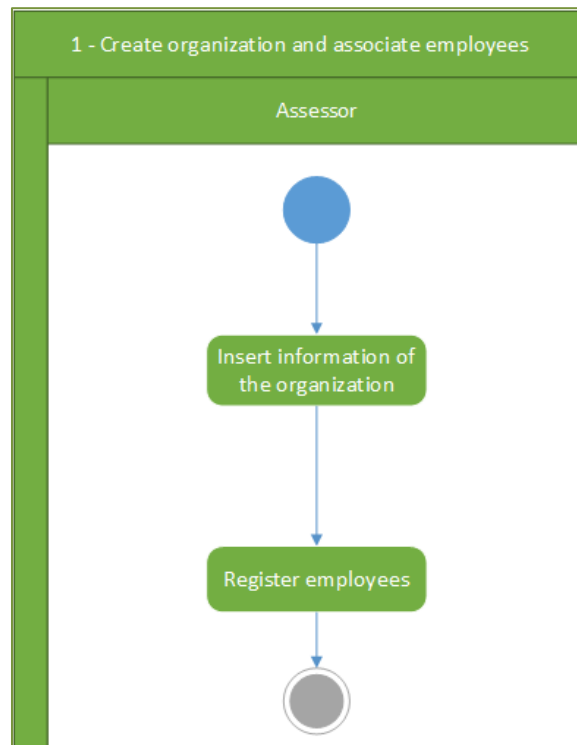 1 - Create organization and associate employees
Assessor
Insert information of
the organization
Register employees